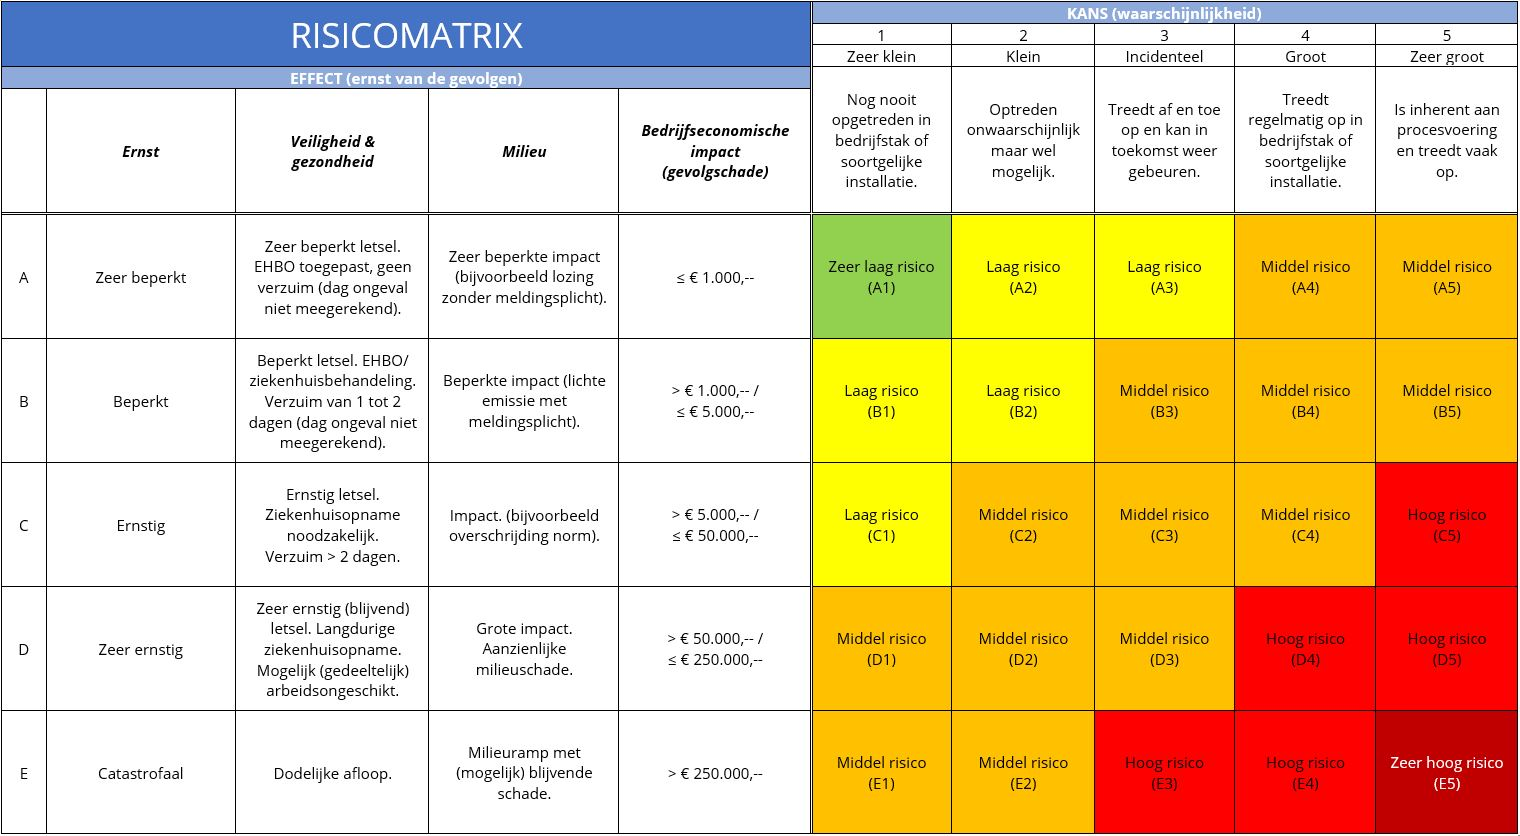 RISICOMATRIX
KANS (waarschijnlijkheid)
1
2
3
4
5
Zeer klein
Klein
Incidenteel
Groot
Zeer groot
EFFECT (ernst van de gevolgen)
Ernst
Veiligheid &
gezondheid
Milieu
Bedrijfseconomische
impact
(gevolgschade)
Nog nooit
opgetreden in
bedrijfstak of
soortgelijke
installatie.
Optreden
onwaarschijnlijk
maar wel
mogelijk.
Treedt af en toe
op en kan in
toekomst weer
gebeuren.
Treedt
regelmatig op in
bedrijfstak of
soortgelijke
installatie.
Is inherent aan
procesvoering
en treedt vaak
op.
A
Zeer beperkt
Zeer beperkt letsel.
EHBO toegepast, geen
verzuim (dag ongeval
niet meegerekend).
Zeer beperkte impact
(bijvoorbeeld lozing
zonder meldingsplicht).
≤ € 1.000,--
Zeer laag risico
(A1)
Laag risico
(A2)
Laag risico
(A3)
Middel risico
(A4)
Middel risico
(A5)
B
Beperkt
Beperkt letsel. EHBO/
ziekenhuisbehandeling.
Verzuim van 1 tot 2
dagen (dag ongeval niet
meegerekend).
Beperkte impact (lichte
emissie met
meldingsplicht).
> € 1.000,-- /
≤ € 5.000,--
Laag risico
(B1)
Laag risico
(B2)
Middel risico
(B3)
Middel risico
(B4)
Middel risico
(B5)
C
Ernstig
Ernstig letsel.
Ziekenhuisopname
noodzakelijk.
Verzuim > 2 dagen.
Impact. (bijvoorbeeld
overschrijding norm).
> € 5.000,-- /
≤ € 50.000,--
Laag risico
(C1)
Middel risico
(C2)
Middel risico
(C3)
Middel risico
(C4)
Hoog risico
(C5)
D
Zeer ernstig
Zeer ernstig (blijvend)
letsel. Langdurige
ziekenhuisopname.
Mogelijk (gedeeltelijk)
arbeidsongeschikt.
Grote impact.
Aanzienlijke
milieuschade.
> € 50.000,-- /
≤ € 250.000,--
Middel risico
(D1)
Middel risico
(D2)
Middel risico
(D3)
Hoog risico
(D4)
Hoog risico
(D5)
E
Catastrofaal
Dodelijke afloop.
Milieuramp met
(mogelijk) blijvende
schade.
> € 250.000,--
Middel risico
(E1)
Middel risico
(E2)
Hoog risico
(E3)
Hoog risico
(E4)
Zeer hoog risico
(E5)